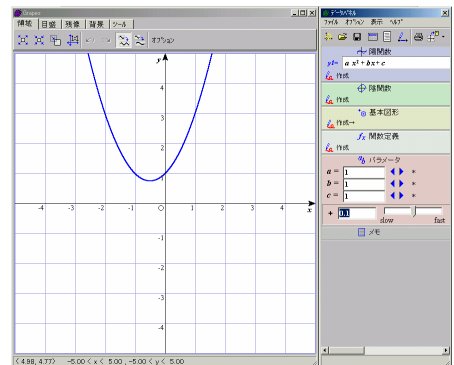 Grapes
領域 目盛 残像 背景 ツール
オプション
y
4
3
2
1
-4 -3 -2 -1 O 1 2 3 4 x
-1
-2
-3
-4
( 4.98, 4.77) -5.00 < x < 5.00 , -5.00 < y < 5.00
データパネル
ファイル オプション 表示 ヘルプ
陽関数
y1= a x² + bx + c
作成
陰関数
作成
基本図形
作成→
関数定義
作成
パラメータ
a = 1 *
b = 1 *
c = 1 *
+ 0.1 slow fast
メモ